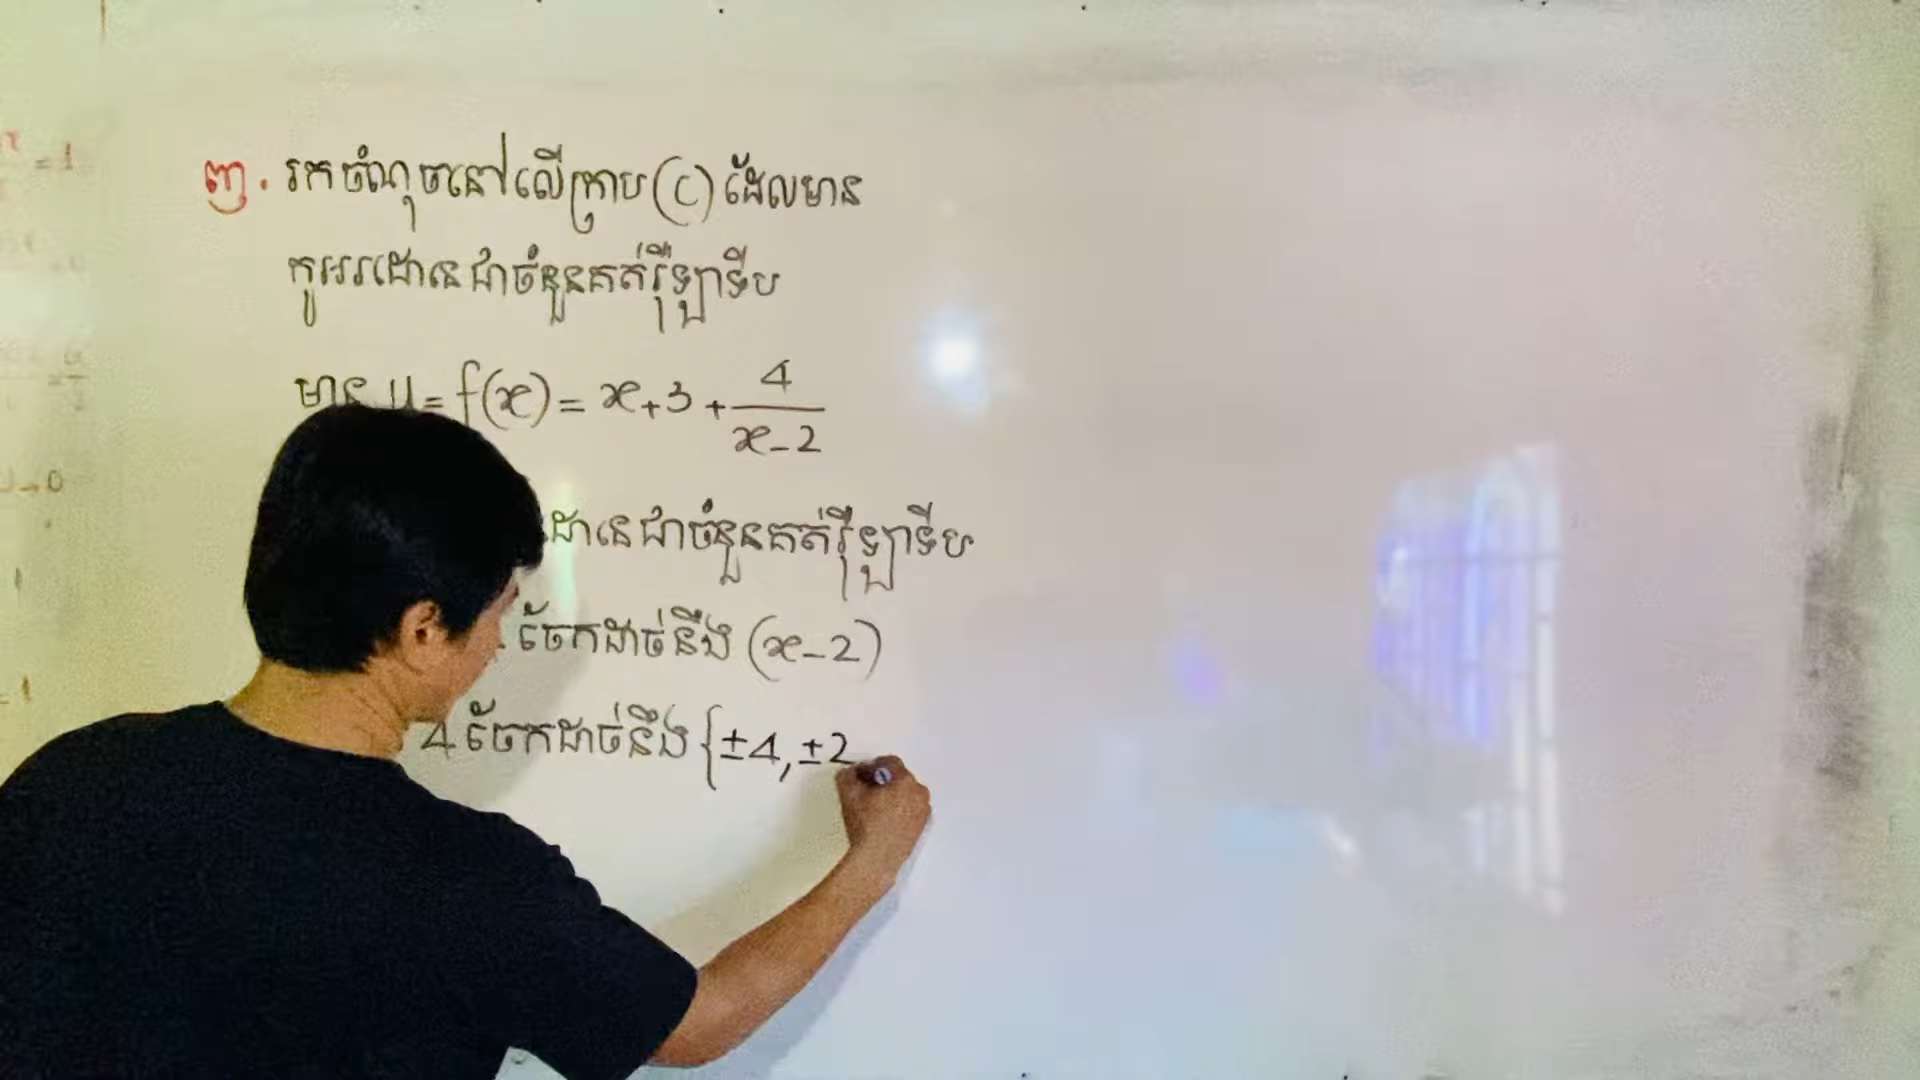 ញ. រកចំណុចនៅលើក្រាប (C) ដែលមាន
កូអរដោនេជាចំនួនគត់រ៉ឺឡាទីប
មាន y = f(x) = x + 3 + 4/(x - 2)
ដោនេជាចំនួនគត់រ៉ឺឡាទីប
ចែកដាច់នឹង (x - 2)
4 ចែកដាច់នឹង {±4, ±2